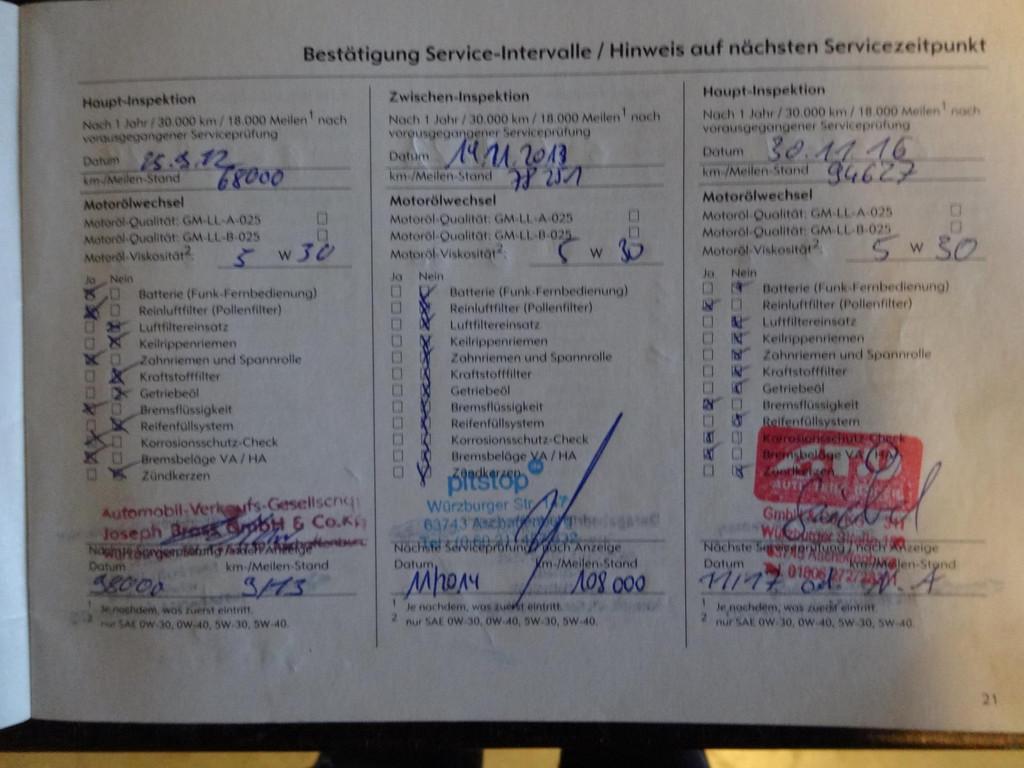 Bestätigung Service-Intervalle / Hinweis auf nächsten Servicezeitpunkt
Haupt-Inspektion
Nach 1 Jahr / 30.000 km / 18.000 Meilen¹ nach
vorausgegangener Serviceprüfung
Datum 25.9.12
km-/Meilen-Stand 68000
Motorölwechsel
Motoröl-Qualität: GM-LL-A-025
Motoröl-Qualität: GM-LL-B-025
Motoröl-Viskosität²: 5 W 30
Ja Nein
Batterie (Funk-Fernbedienung)
Reinluftfilter (Pollenfilter)
Luftfiltereinsatz
Keilrippenriemen
Zahnriemen und Spannrolle
Kraftstofffilter
Getriebeöl
Bremsflüssigkeit
Reifenfüllsystem
Korrosionsschutz-Check
Bremsbeläge VA / HA
Zündkerzen
Automobil-Verkaufs-Gesellschaft
Joseph Brass GmbH & Co.KG
Nächste Serviceprüfung / nach Anzeige
Datum km-/Meilen-Stand
98000 9/13
¹ Je nachdem, was zuerst eintritt.
² nur SAE 0W-30, 0W-40, 5W-30, 5W-40.
Zwischen-Inspektion
Nach 1 Jahr / 30.000 km / 18.000 Meilen¹ nach
vorausgegangener Serviceprüfung
Datum 14.11.2013
km-/Meilen-Stand 78 251
Motorölwechsel
Motoröl-Qualität: GM-LL-A-025
Motoröl-Qualität: GM-LL-B-025
Motoröl-Viskosität²: 5 W 30
Ja Nein
Batterie (Funk-Fernbedienung)
Reinluftfilter (Pollenfilter)
Luftfiltereinsatz
Keilrippenriemen
Zahnriemen und Spannrolle
Kraftstofffilter
Getriebeöl
Bremsflüssigkeit
Reifenfüllsystem
Korrosionsschutz-Check
Bremsbeläge VA / HA
Zündkerzen
pitstop
Würzburger Str. 147
63743 Aschaffenburg
Nächste Serviceprüfung / nach Anzeige
Datum km-/Meilen-Stand
11/2014 108 000
¹ Je nachdem, was zuerst eintritt.
² nur SAE 0W-30, 0W-40, 5W-30, 5W-40.
Haupt-Inspektion
Nach 1 Jahr / 30.000 km / 18.000 Meilen¹ nach
vorausgegangener Serviceprüfung
Datum 30.11.16
km-/Meilen-Stand 94627
Motorölwechsel
Motoröl-Qualität: GM-LL-A-025
Motoröl-Qualität: GM-LL-B-025
Motoröl-Viskosität²: 5 W 30
Ja Nein
Batterie (Funk-Fernbedienung)
Reinluftfilter (Pollenfilter)
Luftfiltereinsatz
Keilrippenriemen
Zahnriemen und Spannrolle
Kraftstofffilter
Getriebeöl
Bremsflüssigkeit
Reifenfüllsystem
Korrosionsschutz-Check
Bremsbeläge VA / HA
Zündkerzen
Nächste Serviceprüfung / nach Anzeige
Datum km-/Meilen-Stand
11/17
¹ Je nachdem, was zuerst eintritt.
² nur SAE 0W-30, 0W-40, 5W-30, 5W-40.
21